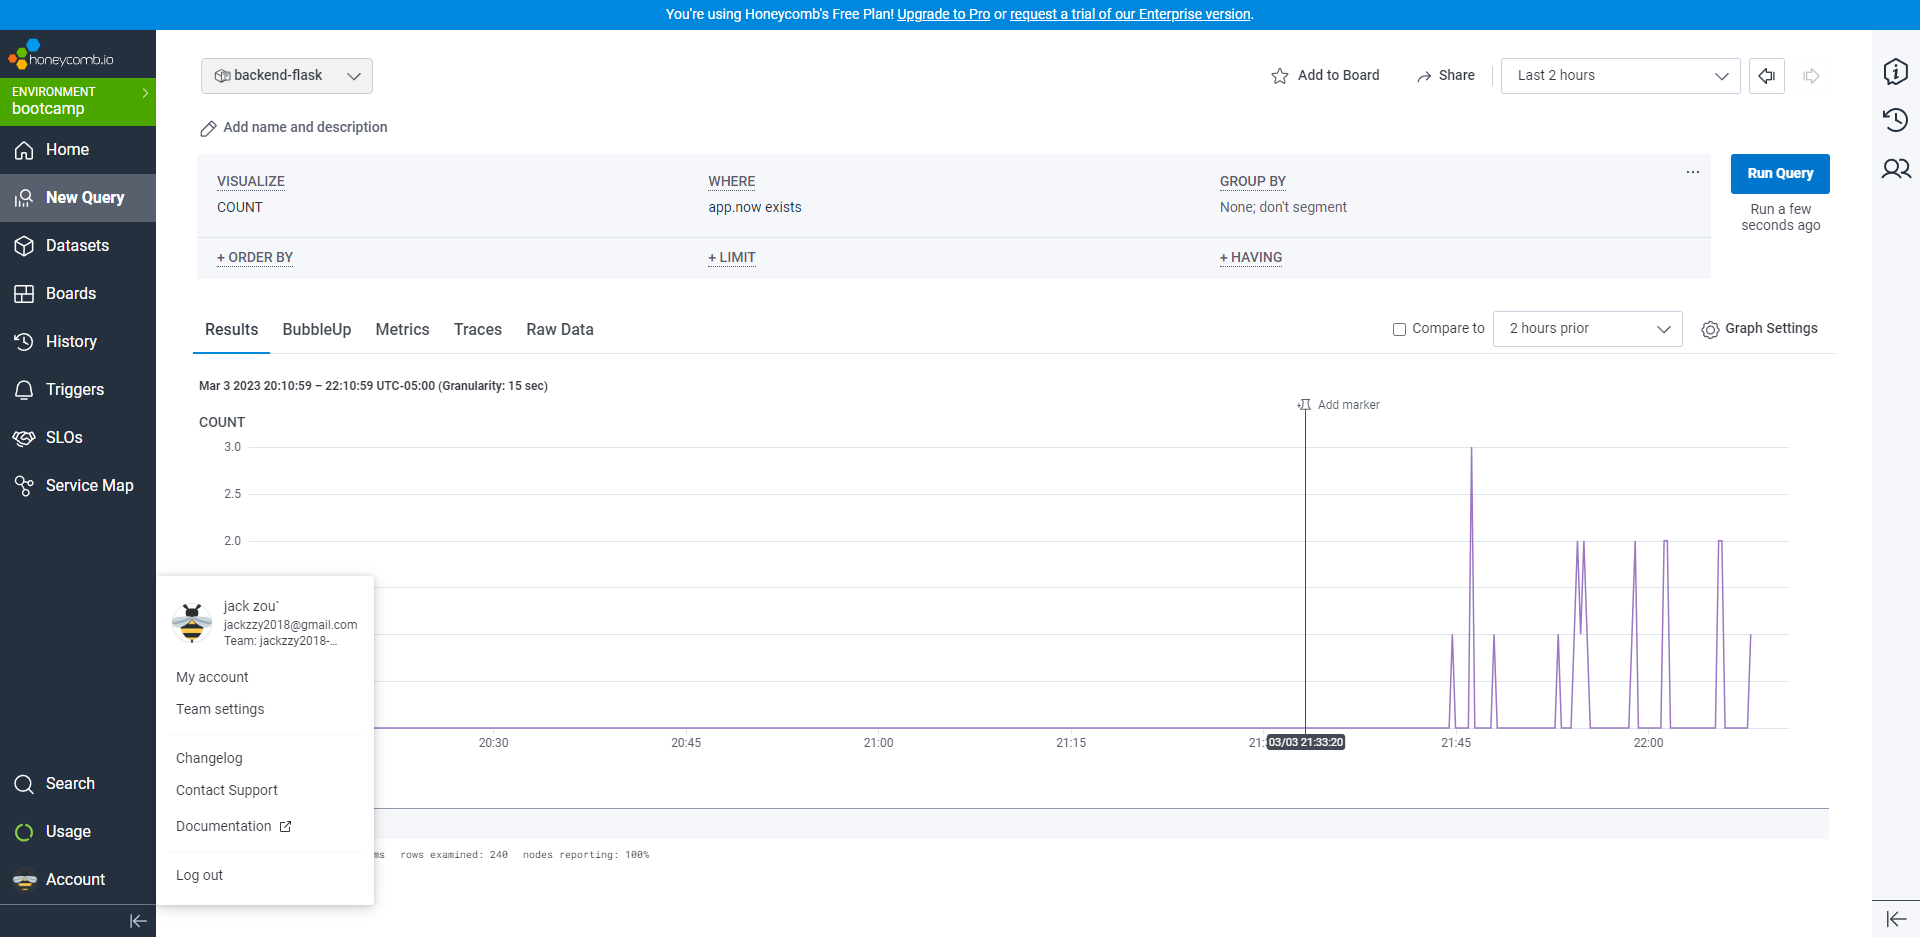 You're using Honeycomb's Free Plan! Upgrade to Pro or request a trial of our Enterprise version.
honeycomb.io
ENVIRONMENT
bootcamp
Home
New Query
Datasets
Boards
History
Triggers
SLOs
Service Map
Search
Usage
Account
backend-flask
Add to Board
Share
Last 2 hours
Add name and description
VISUALIZE
COUNT
WHERE
app.now exists
GROUP BY
None; don't segment
+ ORDER BY
+ LIMIT
+ HAVING
Run Query
Run a few
seconds ago
Results
BubbleUp
Metrics
Traces
Raw Data
Compare to
2 hours prior
Graph Settings
Mar 3 2023 20:10:59 – 22:10:59 UTC-05:00 (Granularity: 15 sec)
Add marker
COUNT
3.0
2.5
2.0
20:30
20:45
21:00
21:15
03/03 21:33:20
21:45
22:00
jack zou`
jackzzy2018@gmail.com
Team: jackzzy2018-...
My account
Team settings
Changelog
Contact Support
Documentation
Log out
ms rows examined: 240 nodes reporting: 100%